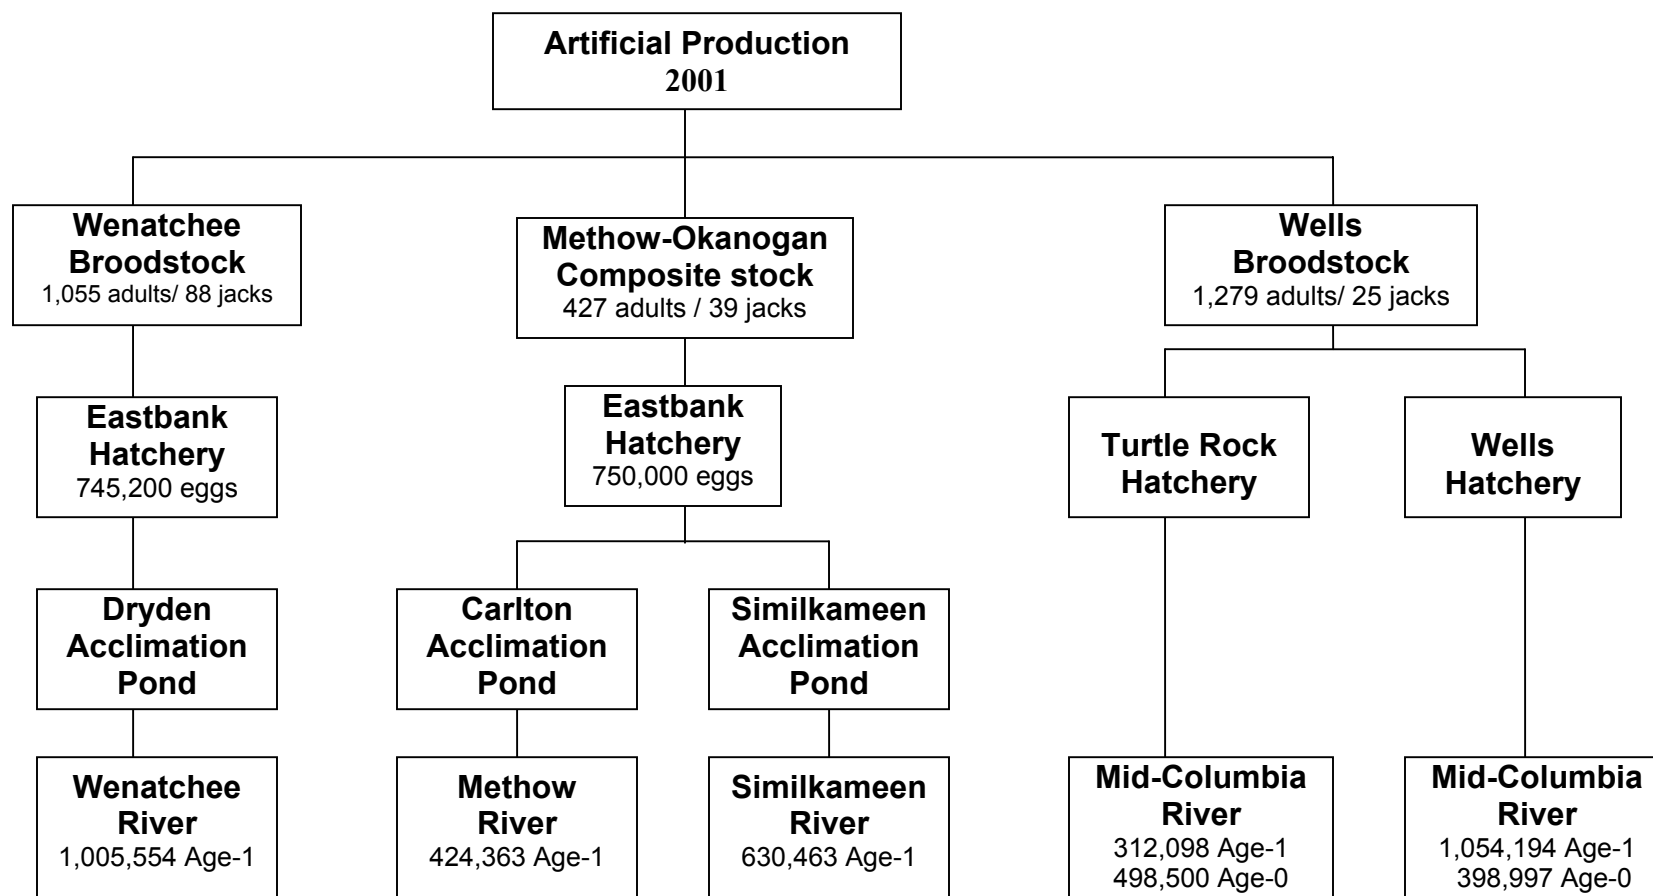 Artificial Production
2001
Wenatchee
Broodstock
1,055 adults/ 88 jacks
Methow-Okanogan
Composite stock
427 adults / 39 jacks
Wells
Broodstock
1,279 adults/ 25 jacks
Eastbank
Hatchery
745,200 eggs
Eastbank
Hatchery
750,000 eggs
Turtle Rock
Hatchery
Wells
Hatchery
Dryden
Acclimation
Pond
Carlton
Acclimation
Pond
Similkameen
Acclimation
Pond
Wenatchee
River
1,005,554 Age-1
Methow
River
424,363 Age-1
Similkameen
River
630,463 Age-1
Mid-Columbia
River
312,098 Age-1
498,500 Age-0
Mid-Columbia
River
1,054,194 Age-1
398,997 Age-0